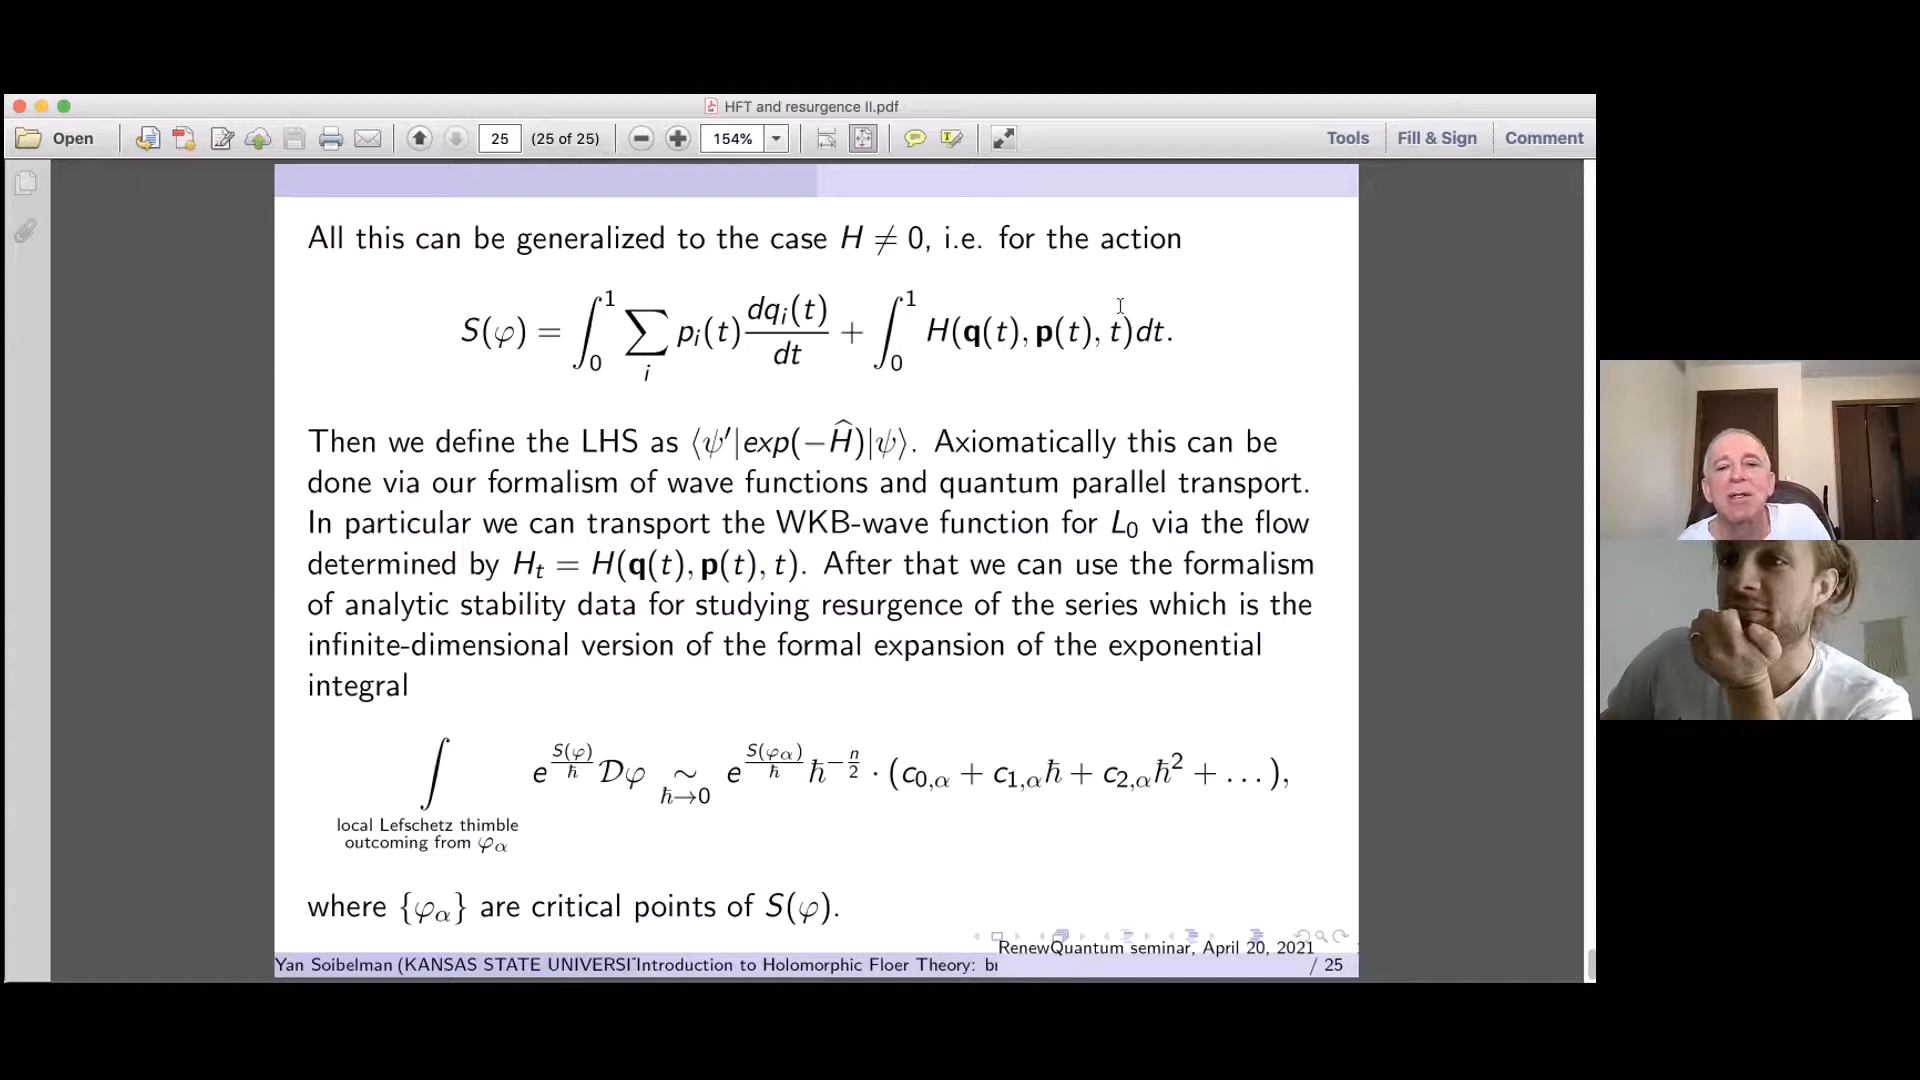 HFT and resurgence II.pdf
Open 25 (25 of 25) 154% Tools Fill & Sign Comment
All this can be generalized to the case H ≠ 0, i.e. for the action
S(φ) = ∫₀¹ ∑ᵢ pᵢ(t) dqᵢ(t)/dt + ∫₀¹ H(q(t), p(t), t)dt.
Then we define the LHS as ⟨ψ′|exp(−Ĥ)|ψ⟩. Axiomatically this can be
done via our formalism of wave functions and quantum parallel transport.
In particular we can transport the WKB-wave function for L₀ via the flow
determined by Hₜ = H(q(t), p(t), t). After that we can use the formalism
of analytic stability data for studying resurgence of the series which is the
infinite-dimensional version of the formal expansion of the exponential
integral
∫ e^{S(φ)/ħ} 𝒟φ ∼_{ħ→0} e^{S(φ_α)/ħ} ħ^{−n/2} · (c_{0,α} + c_{1,α}ħ + c_{2,α}ħ² + . . . ),
local Lefschetz thimble
outcoming from φ_α
where {φ_α} are critical points of S(φ).
RenewQuantum seminar, April 20, 2021
Yan Soibelman (KANSAS STATE UNIVERSI Introduction to Holomorphic Floer Theory: / 25